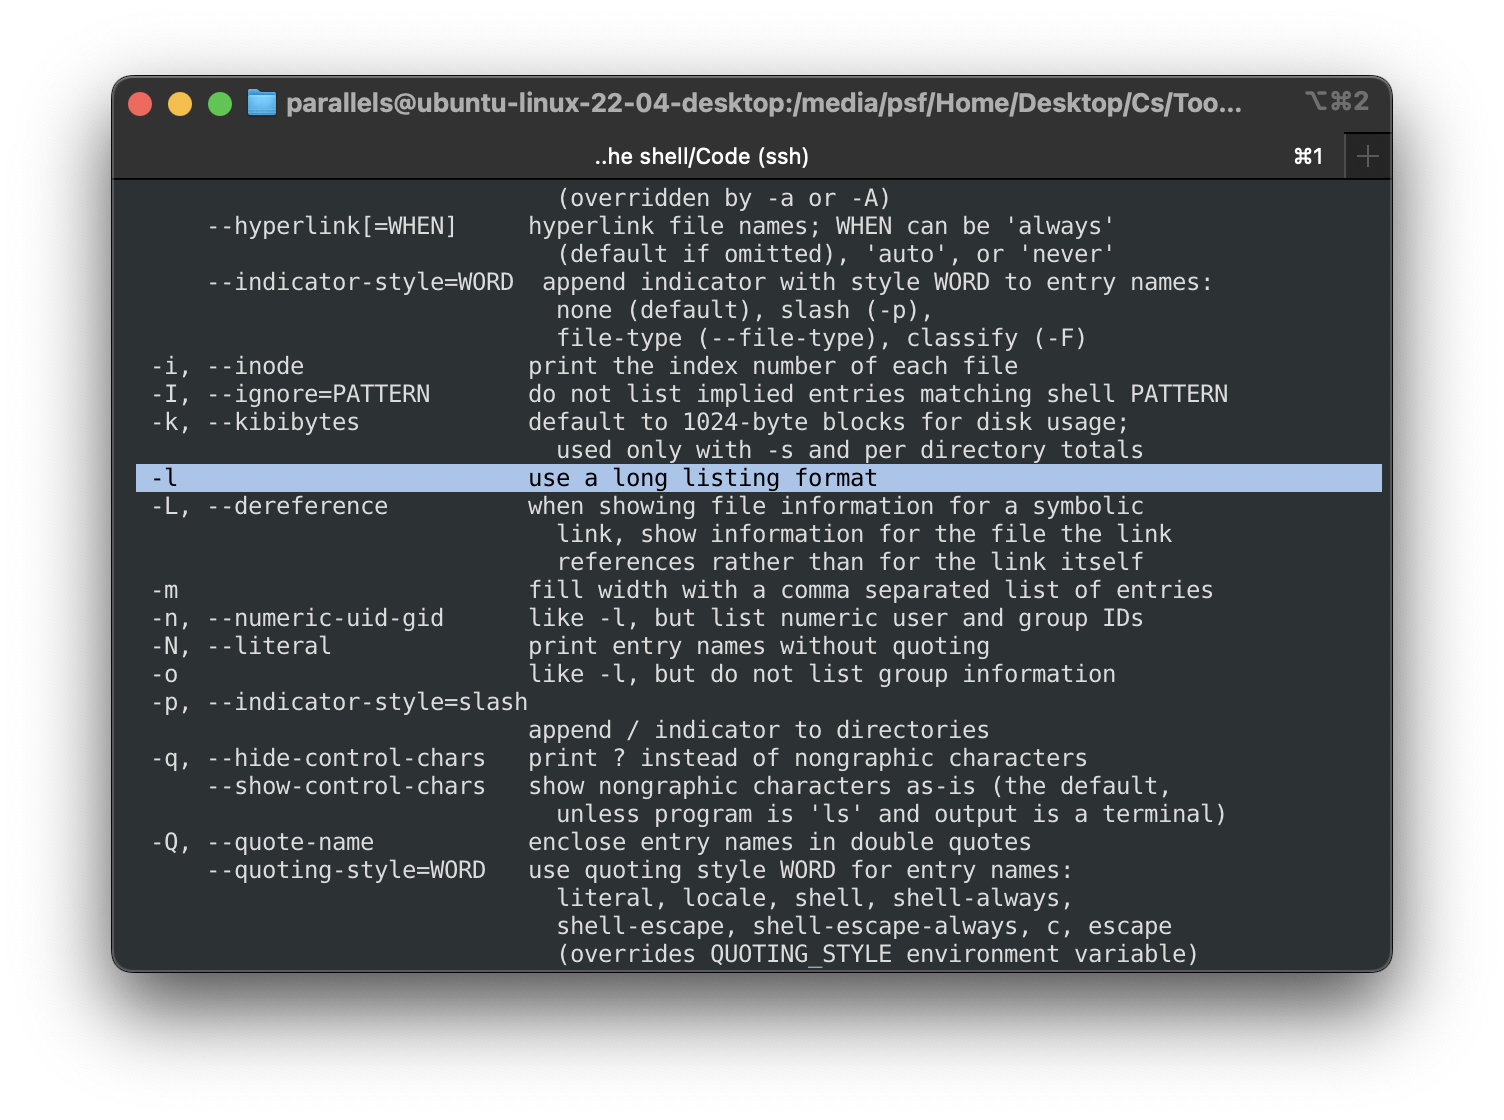 parallels@ubuntu-linux-22-04-desktop:/media/psf/Home/Desktop/Cs/Too... ⌥⌘2
..he shell/Code (ssh) ⌘1 +
                                (overridden by -a or -A)
      --hyperlink[=WHEN]     hyperlink file names; WHEN can be 'always'
                               (default if omitted), 'auto', or 'never'
      --indicator-style=WORD  append indicator with style WORD to entry names:
                               none (default), slash (-p),
                               file-type (--file-type), classify (-F)
  -i, --inode                print the index number of each file
  -I, --ignore=PATTERN       do not list implied entries matching shell PATTERN
  -k, --kibibytes            default to 1024-byte blocks for disk usage;
                               used only with -s and per directory totals
  -l                         use a long listing format
  -L, --dereference          when showing file information for a symbolic
                               link, show information for the file the link
                               references rather than for the link itself
  -m                         fill width with a comma separated list of entries
  -n, --numeric-uid-gid      like -l, but list numeric user and group IDs
  -N, --literal              print entry names without quoting
  -o                         like -l, but do not list group information
  -p, --indicator-style=slash
                             append / indicator to directories
  -q, --hide-control-chars   print ? instead of nongraphic characters
      --show-control-chars   show nongraphic characters as-is (the default,
                               unless program is 'ls' and output is a terminal)
  -Q, --quote-name           enclose entry names in double quotes
      --quoting-style=WORD   use quoting style WORD for entry names:
                               literal, locale, shell, shell-always,
                               shell-escape, shell-escape-always, c, escape
                               (overrides QUOTING_STYLE environment variable)